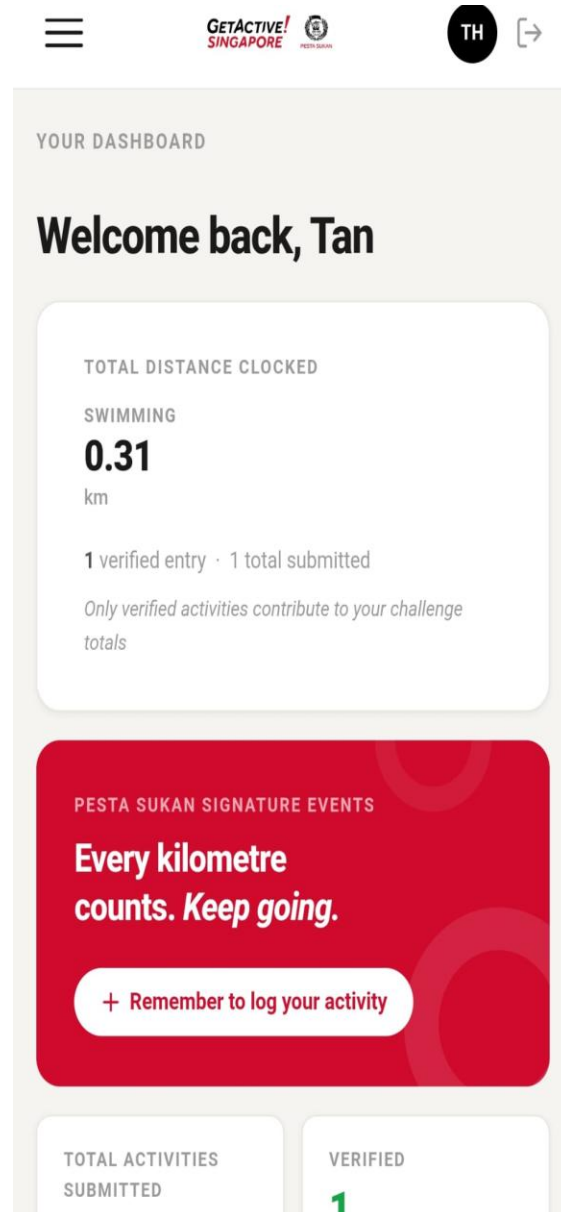 GETACTIVE!
SINGAPORE
PESTA SUKAN
TH
YOUR DASHBOARD
Welcome back, Tan
TOTAL DISTANCE CLOCKED
SWIMMING
0.31
km
1 verified entry · 1 total submitted
Only verified activities contribute to your challenge
totals
PESTA SUKAN SIGNATURE EVENTS
Every kilometre
counts. Keep going.
+ Remember to log your activity
TOTAL ACTIVITIES
SUBMITTED
VERIFIED
1